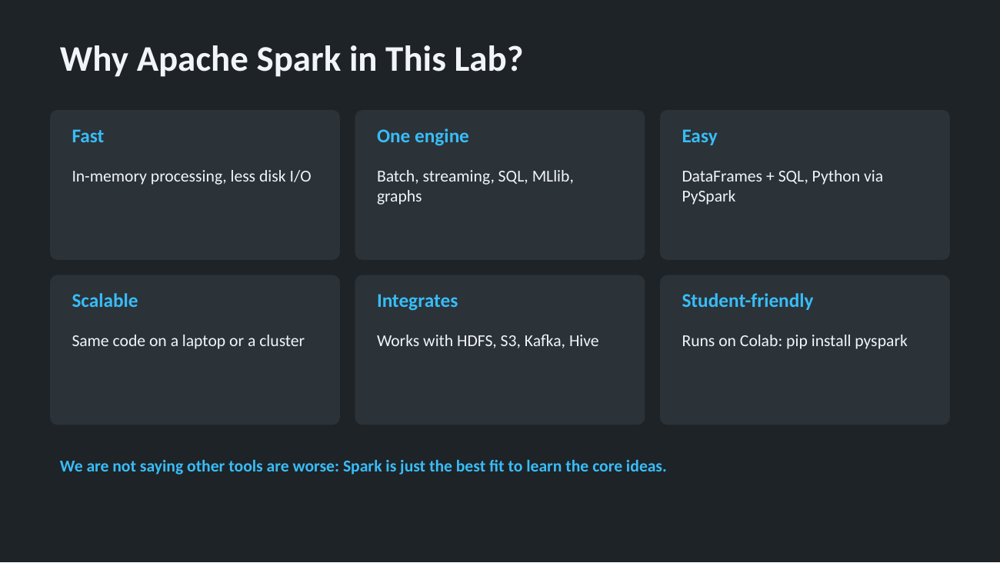 Why Apache Spark in This Lab?
Fast
In-memory processing, less disk I/O
One engine
Batch, streaming, SQL, MLlib,
graphs
Easy
DataFrames + SQL, Python via
PySpark
Scalable
Same code on a laptop or a cluster
Integrates
Works with HDFS, S3, Kafka, Hive
Student-friendly
Runs on Colab: pip install pyspark
We are not saying other tools are worse: Spark is just the best fit to learn the core ideas.